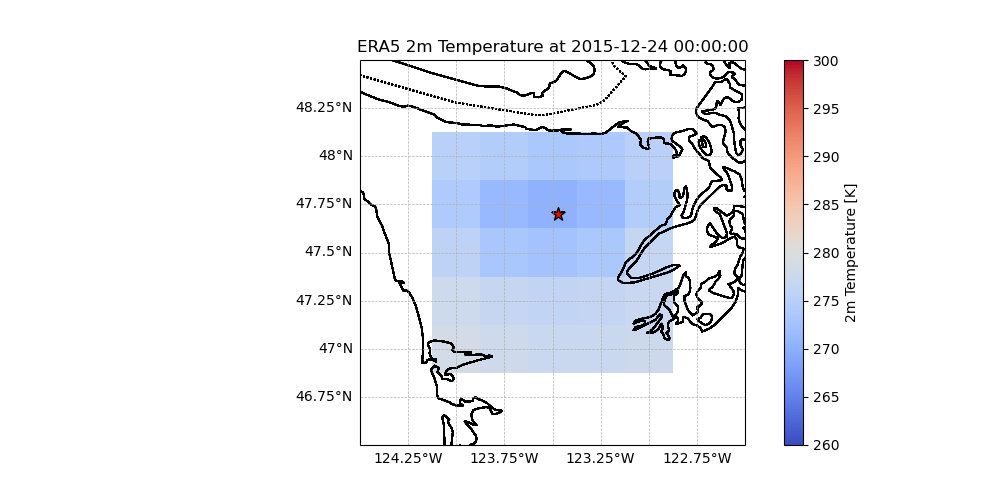 ERA5 2m Temperature at 2015-12-24 00:00:00
48.25°N
48°N
47.75°N
47.5°N
47.25°N
47°N
46.75°N
124.25°W 123.75°W 123.25°W 122.75°W
300
295
290
285
280
275
270
265
260
2m Temperature [K]